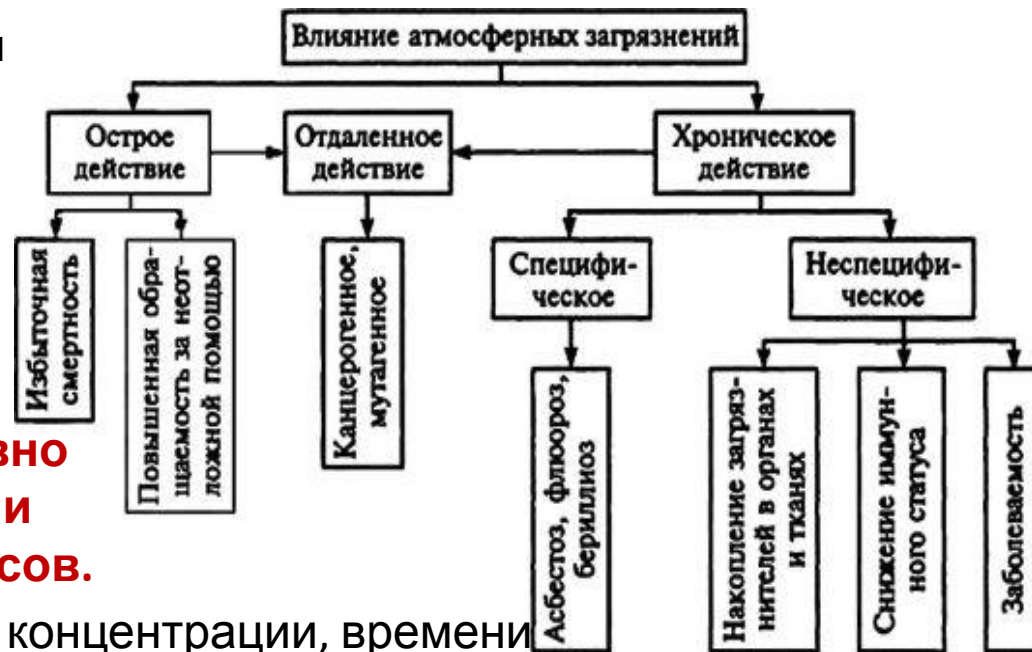 и
Влияние атмосферных загрязнений
Острое
действие
Отдаленное
действие
Хроническое
действие
Избыточная
смертность
Повышенная обра-
щаемость за неот-
ложной помощью
Канцерогенное,
мутагенное
Специфи-
ческое
Неспецифи-
ческое
Асбестоз, флюороз,
бериллиоз
Накопление загряз-
нителей в органах
и тканях
Снижение иммун-
ного статуса
Заболеваемость
вно
и
сов.
концентрации, времени